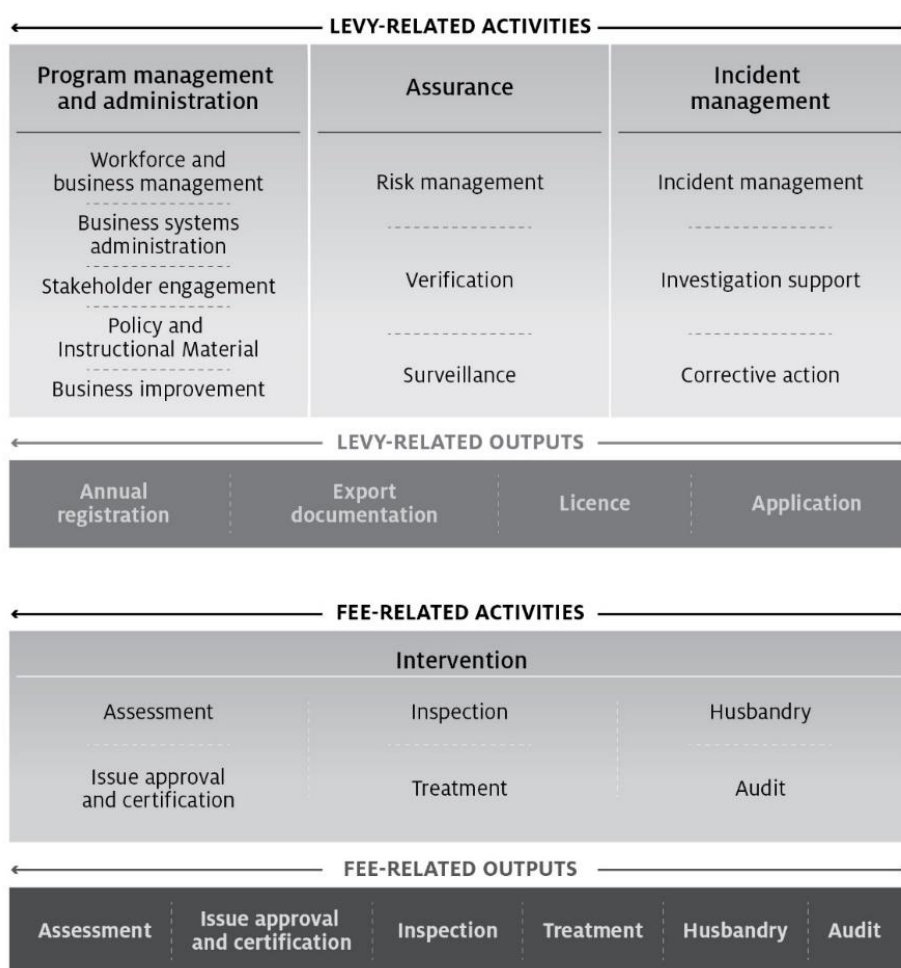 LEVY-RELATED ACTIVITIES
Program management
and administration
Workforce and
business management
Business systems
administration
Stakeholder engagement
Policy and
Instructional Material
Business improvement
Assurance
Risk management
Verification
Surveillance
Incident
management
Incident management
Investigation support
Corrective action
LEVY-RELATED OUTPUTS
Annual
registration
Export
documentation
Licence
Application
FEE-RELATED ACTIVITIES
Intervention
Assessment
Issue approval
and certification
Inspection
Treatment
Husbandry
Audit
FEE-RELATED OUTPUTS
Assessment
Issue approval
and certification
Inspection
Treatment
Husbandry
Audit